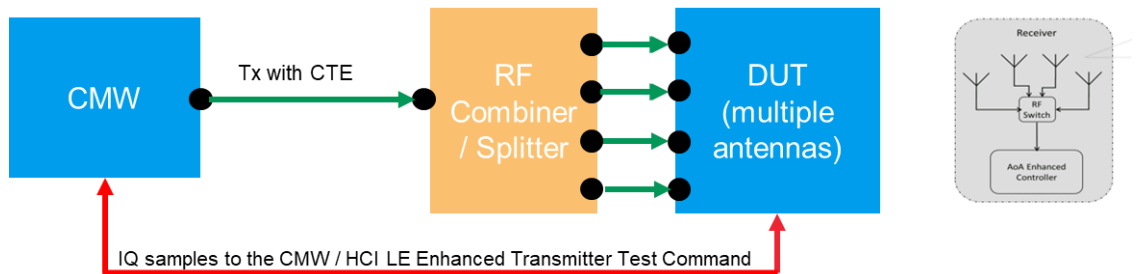 CMW
Tx with CTE
RF
Combiner
/ Splitter
DUT
(multiple
antennas)
IQ samples to the CMW / HCI LE Enhanced Transmitter Test Command
Receiver
RF
Switch
AoA Enhanced
Controller